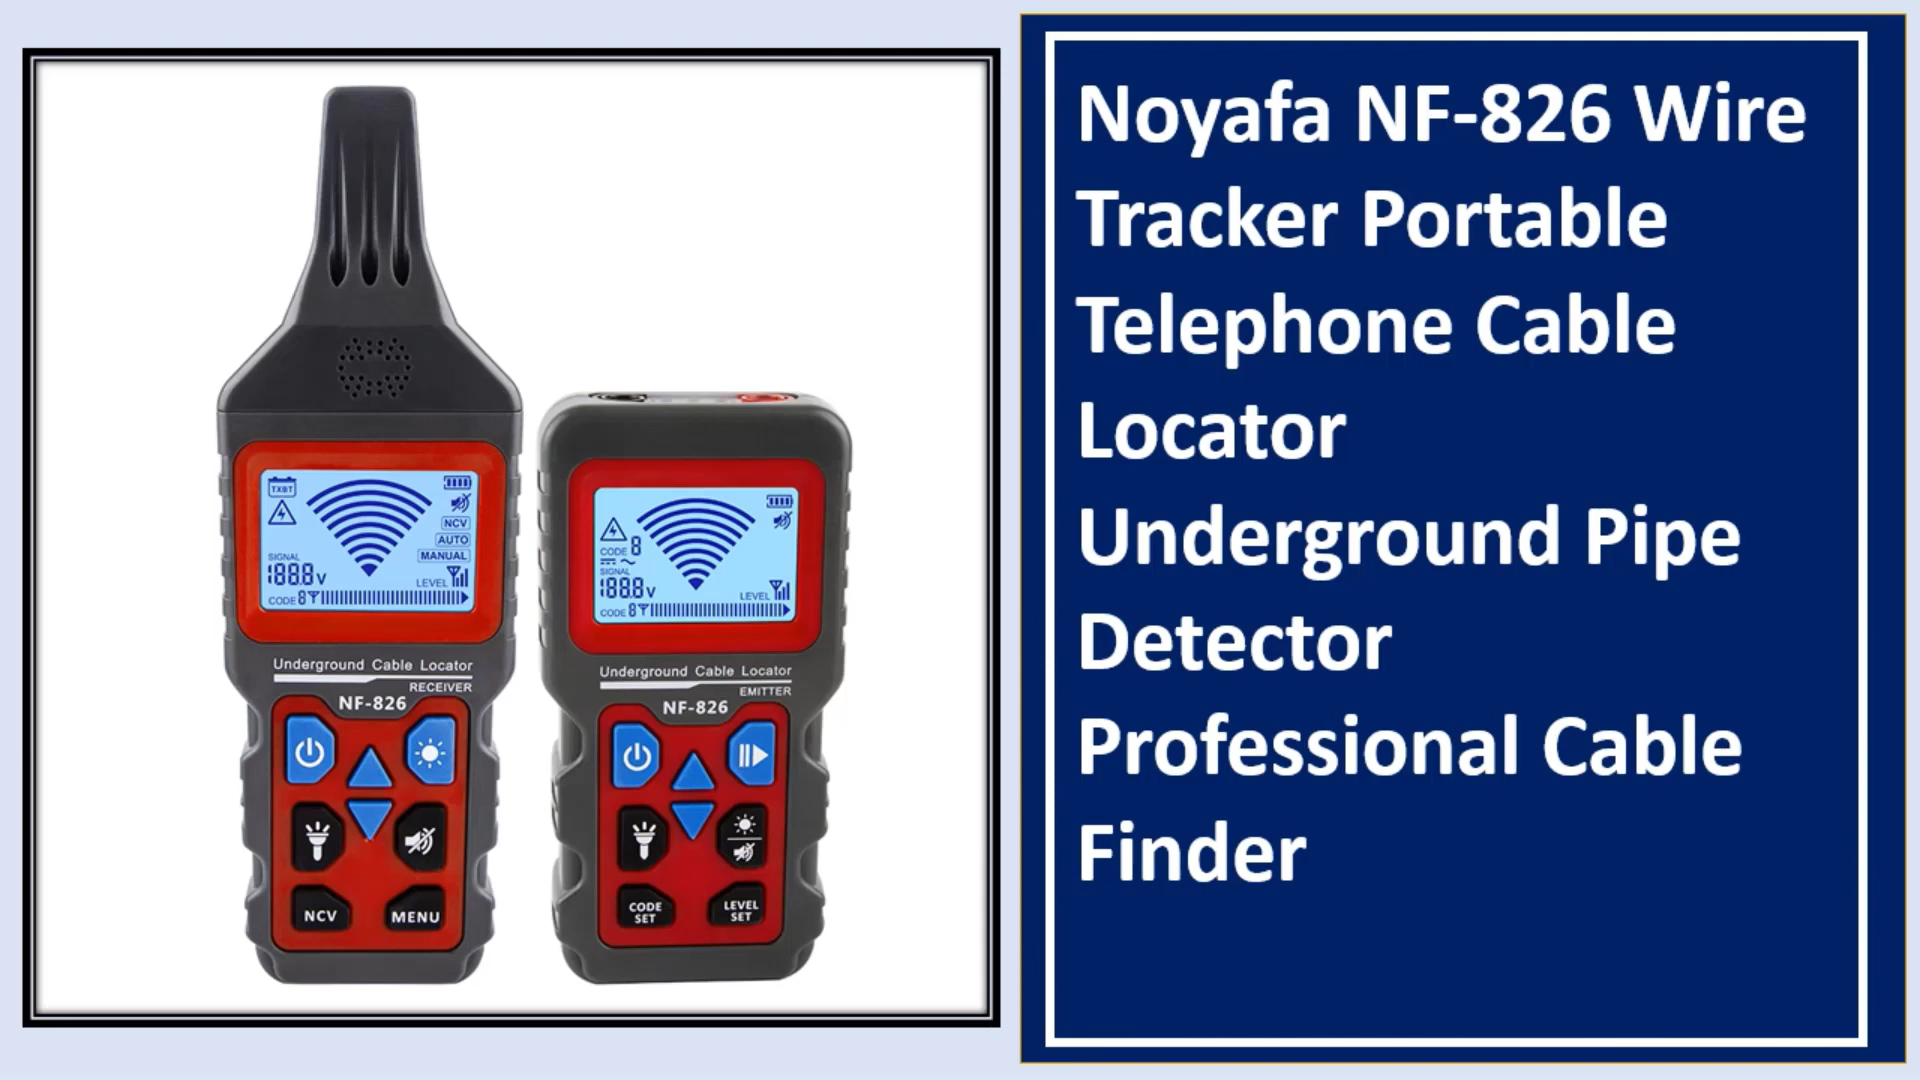 Noyafa NF-826 Wire
Tracker Portable
Telephone Cable
Locator
Underground Pipe
Detector
Professional Cable
Finder
TXBT
NCV
AUTO
MANUAL
SIGNAL
188.8 V
LEVEL
CODE 8
Underground Cable Locator
RECEIVER
NF-826
NCV
MENU
CODE 8
SIGNAL
188.8 V
LEVEL
CODE 8
Underground Cable Locator
EMITTER
NF-826
CODE
SET
LEVEL
SET